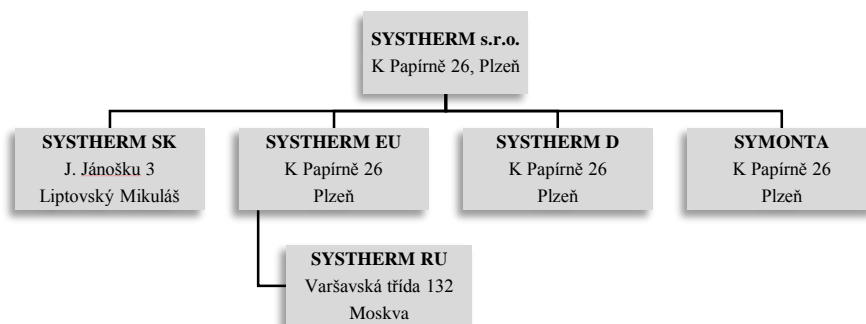 SYSTHERM s.r.o.
K Papírně 26, Plzeň
SYSTHERM SK
J. Jánošku 3
Liptovský Mikuláš
SYSTHERM EU
K Papírně 26
Plzeň
SYSTHERM D
K Papírně 26
Plzeň
SYMONTA
K Papírně 26
Plzeň
SYSTHERM RU
Varšavská třída 132
Moskva